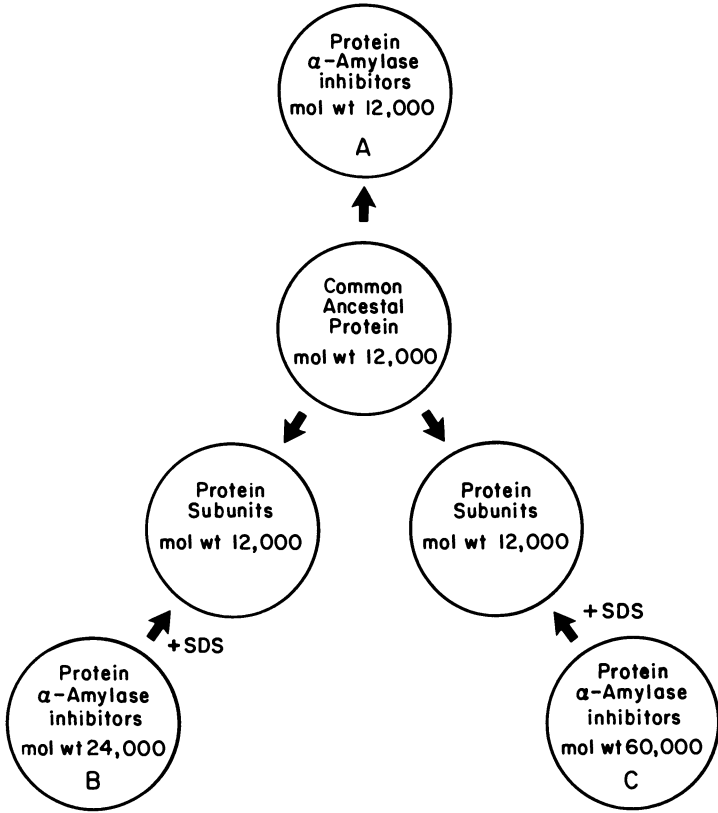 Protein
α-Amylase
inhibitors
mol wt 12,000
A
Common
Ancestal
Protein
mol wt 12,000
Protein
Subunits
mol wt 12,000
Protein
Subunits
mol wt 12,000
+SDS
+SDS
Protein
α-Amylase
inhibitors
mol wt 24,000
B
Protein
α-Amylase
inhibitors
mol wt 60,000
C